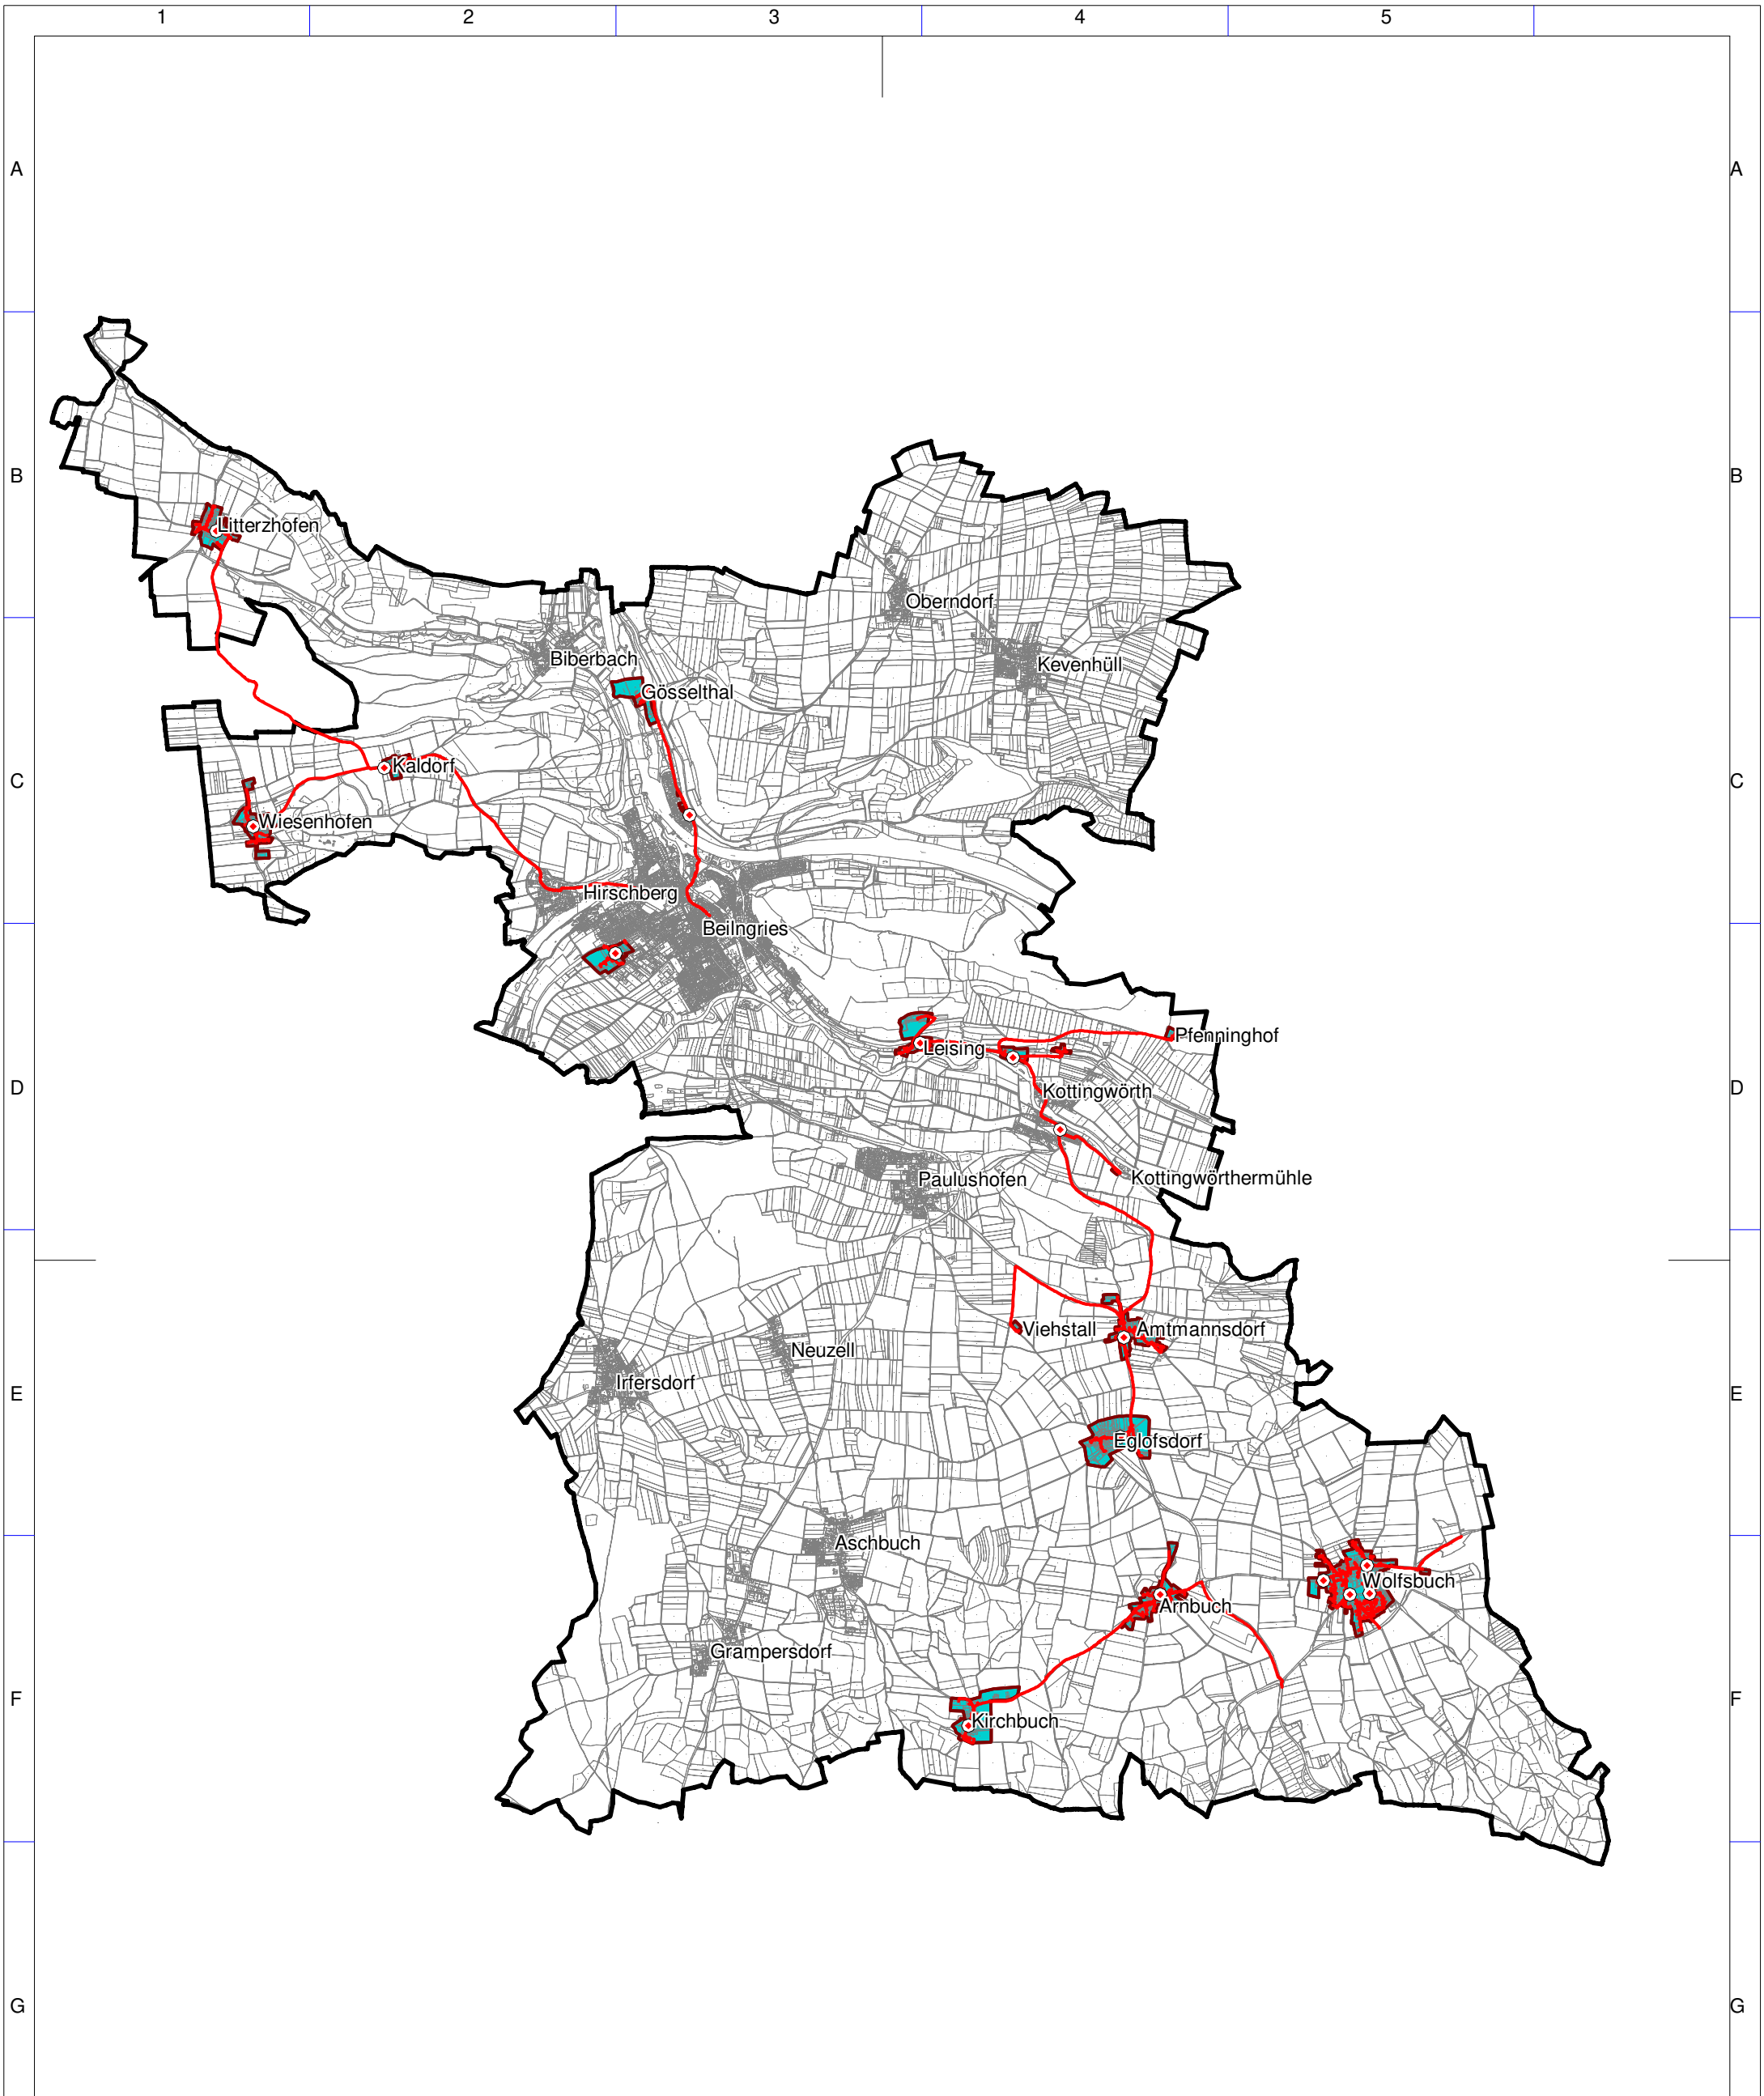 1 2 3 4 5
A A
B B
Litterzhofen
Oberndorf
Biberbach
Kevenhüll
Gösselthal
Kaldorf
C C
Wiesenhofen
Hirschberg
Beilngries
Pfenninghof
Leising
D D
Kottingwörth
Kottingwörthermühle
Paulushofen
Viehstall
Amtmannsdorf
Neuzell
Irfersdorf
E E
Eglofsdorf
Aschbuch
Wolfsbuch
Arnbuch
Grampersdorf
F F
Kirchbuch
G G